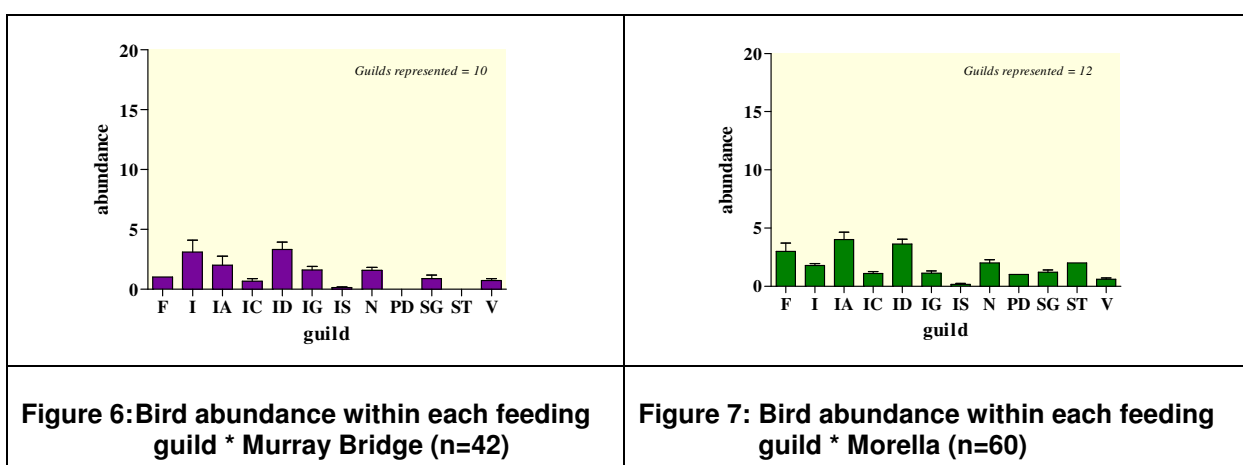 20
Guilds represented = 10
15
10
5
0
abundance
F I IA IC ID IG IS N PD SG ST V
guild
20
Guilds represented = 12
15
10
5
0
abundance
F I IA IC ID IG IS N PD SG ST V
guild
Figure 6:Bird abundance within each feeding
guild * Murray Bridge (n=42)
Figure 7: Bird abundance within each feeding
guild * Morella (n=60)